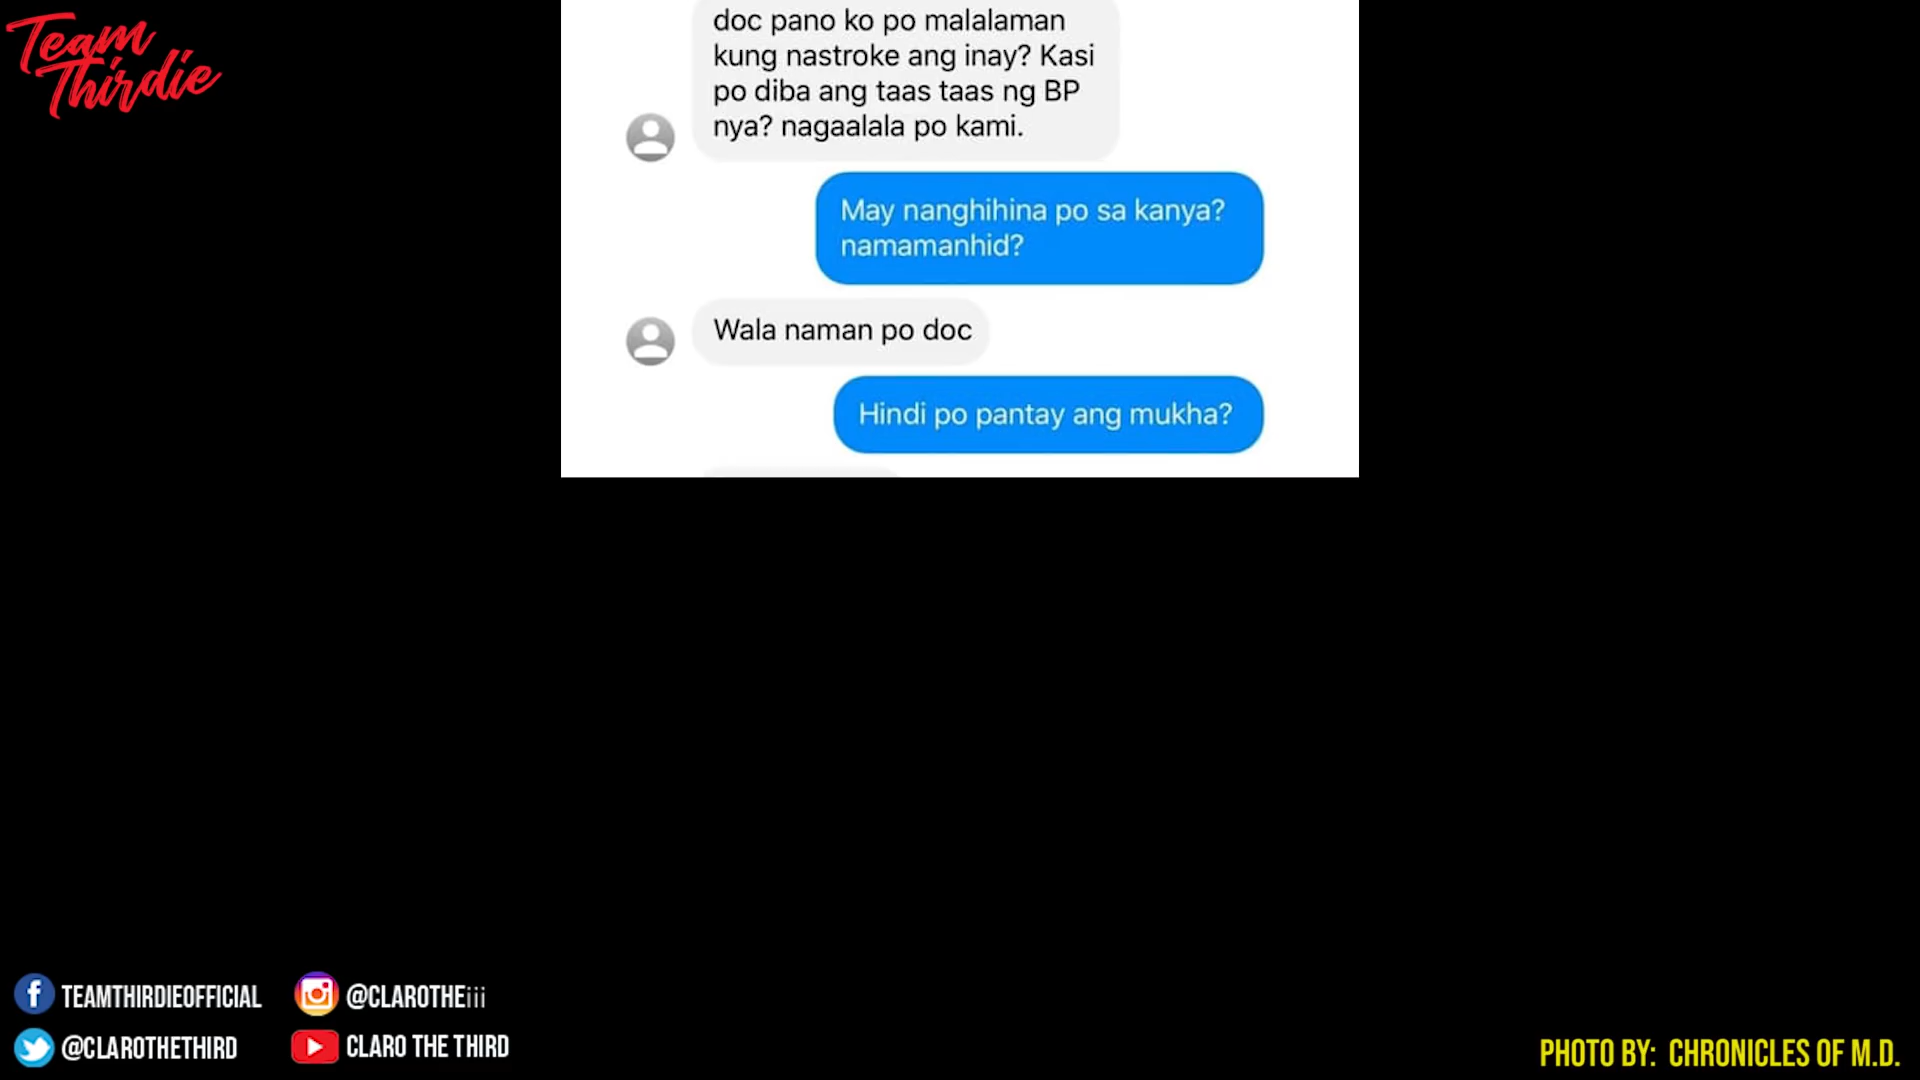 Team
Thirdie
doc pano ko po malalaman
kung nastroke ang inay? Kasi
po diba ang taas taas ng BP
nya? nagaalala po kami.
May nanghihina po sa kanya?
namamanhid?
Wala naman po doc
Hindi po pantay ang mukha?
TEAMTHIRDIEOFFICIAL
@CLAROTHEiii
@CLAROTHETHIRD
CLARO THE THIRD
PHOTO BY: CHRONICLES OF M.D.